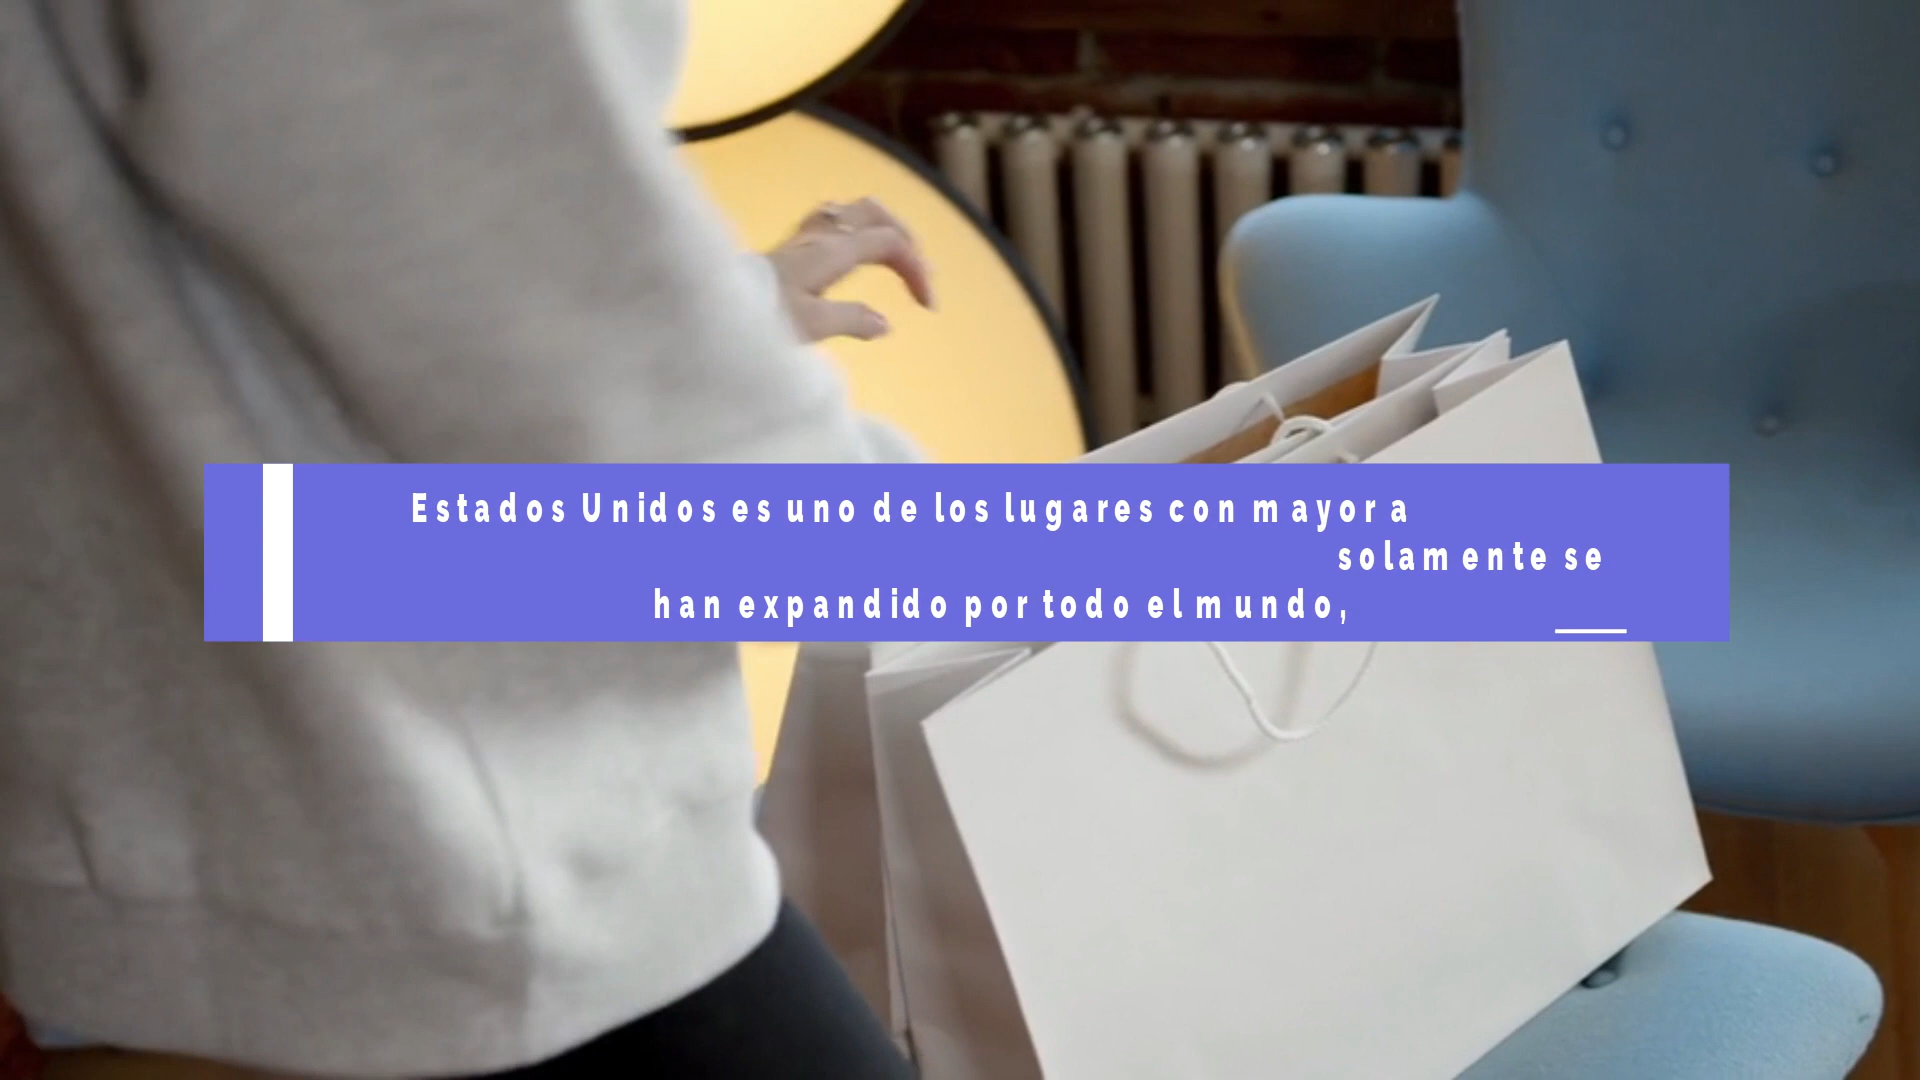 Estados Unidos es uno de los lugares con mayor a
solamente se
han expandido por todo el mundo,